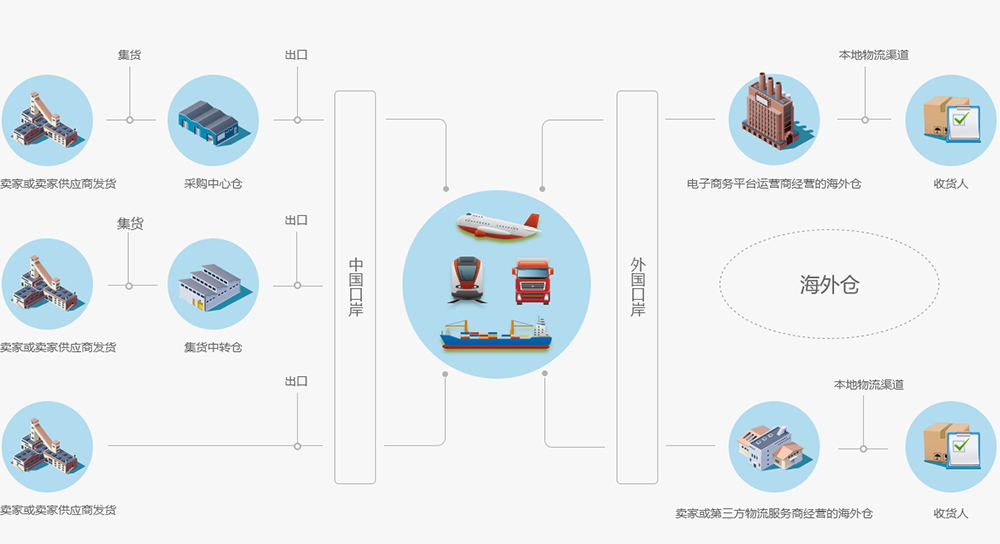 集货
出口
本地物流渠道
卖家或卖家供应商发货
采购中心仓
电子商务平台运营商经营的海外仓
收货人
集货
出口
中国口岸
外国口岸
海外仓
卖家或卖家供应商发货
集货中转仓
出口
本地物流渠道
卖家或卖家供应商发货
卖家或第三方物流服务商经营的海外仓
收货人